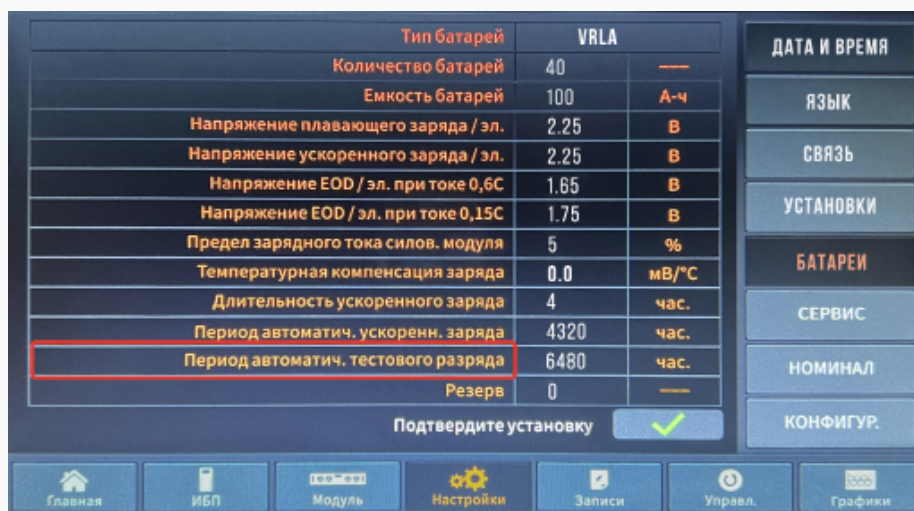 Тип батарей VRLA
Количество батарей 40 ---
Емкость батарей 100 А-ч
Напряжение плавающего заряда / эл. 2.25 В
Напряжение ускоренного заряда / эл. 2.25 В
Напряжение EOD / эл. при токе 0,6С 1.65 В
Напряжение EOD / эл. при токе 0,15С 1.75 В
Предел зарядного тока силов. модуля 5 %
Температурная компенсация заряда 0.0 мВ/°С
Длительность ускоренного заряда 4 час.
Период автоматич. ускоренн. заряда 4320 час.
Период автоматич. тестового разряда 6480 час.
Резерв 0 ---
Подтвердите установку
ДАТА И ВРЕМЯ
ЯЗЫК
СВЯЗЬ
УСТАНОВКИ
БАТАРЕИ
СЕРВИС
НОМИНАЛ
КОНФИГУР.
Главная ИБП Модуль Настройки Записи Управл. Графики